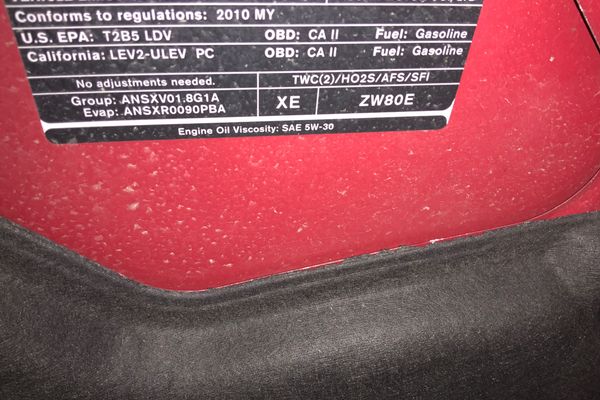 Conforms to regulations: 2010 MY
U.S. EPA: T2B5 LDV OBD: CA II Fuel: Gasoline
California: LEV2-ULEV PC OBD: CA II Fuel: Gasoline
No adjustments needed. TWC(2)/HO2S/AFS/SFI
Group: ANSXV01.8G1A XE ZW80E
Evap: ANSXR0090PBA
Engine Oil Viscosity: SAE 5W-30